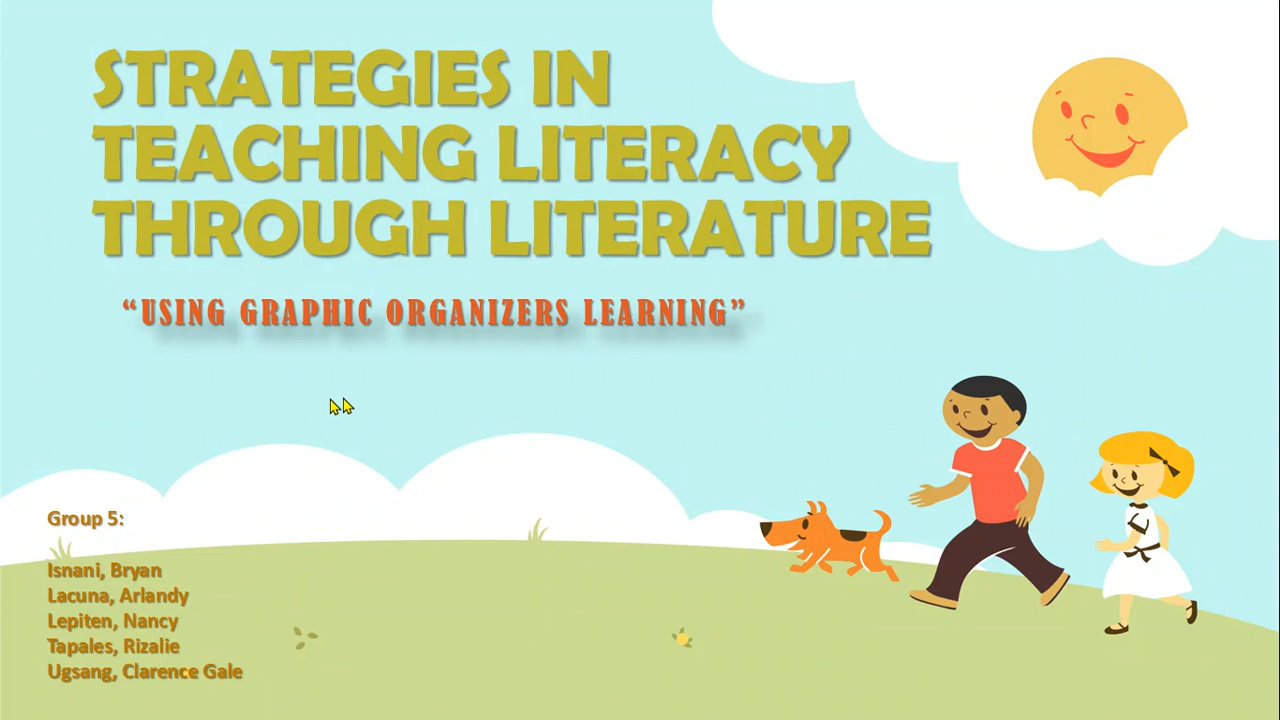 STRATEGIES IN
TEACHING LITERACY
THROUGH LITERATURE
“USING GRAPHIC ORGANIZERS LEARNING”
Group 5:
Isnani, Bryan
Lacuna, Arlandy
Lepiten, Nancy
Tapales, Rizalie
Ugsang, Clarence Gale